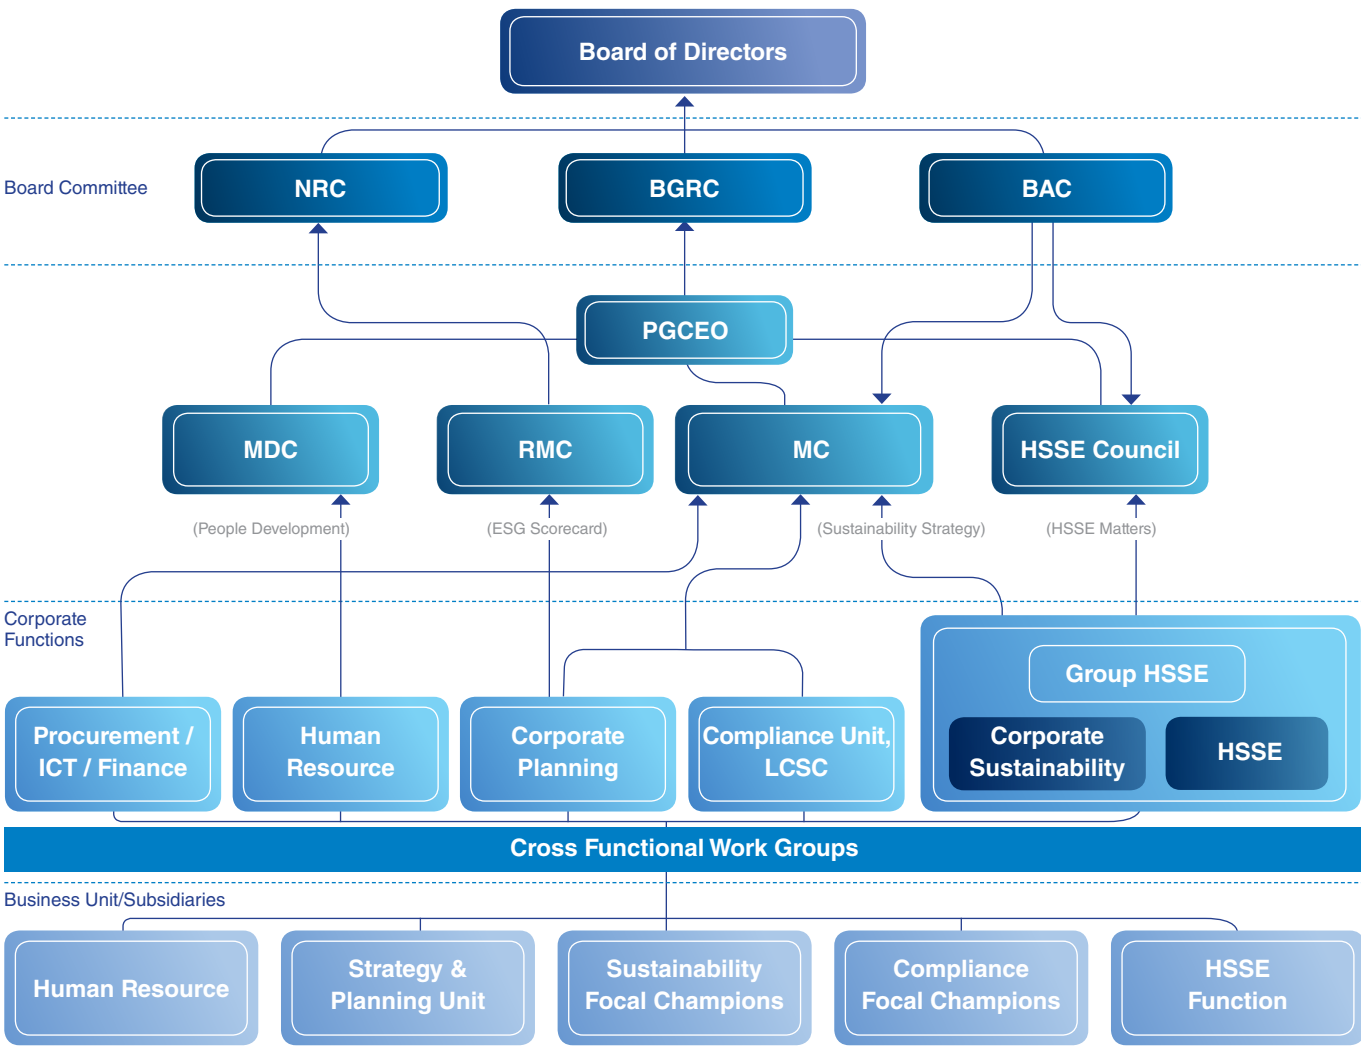 Board of Directors
Board Committee
NRC
BGRC
BAC
PGCEO
MDC
RMC
MC
HSSE Council
(People Development)
(ESG Scorecard)
(Sustainability Strategy)
(HSSE Matters)
Corporate
Functions
Procurement /
ICT / Finance
Human
Resource
Corporate
Planning
Compliance Unit,
LCSC
Group HSSE
Corporate
Sustainability
HSSE
Cross Functional Work Groups
Business Unit/Subsidiaries
Human Resource
Strategy &
Planning Unit
Sustainability
Focal Champions
Compliance
Focal Champions
HSSE
Function